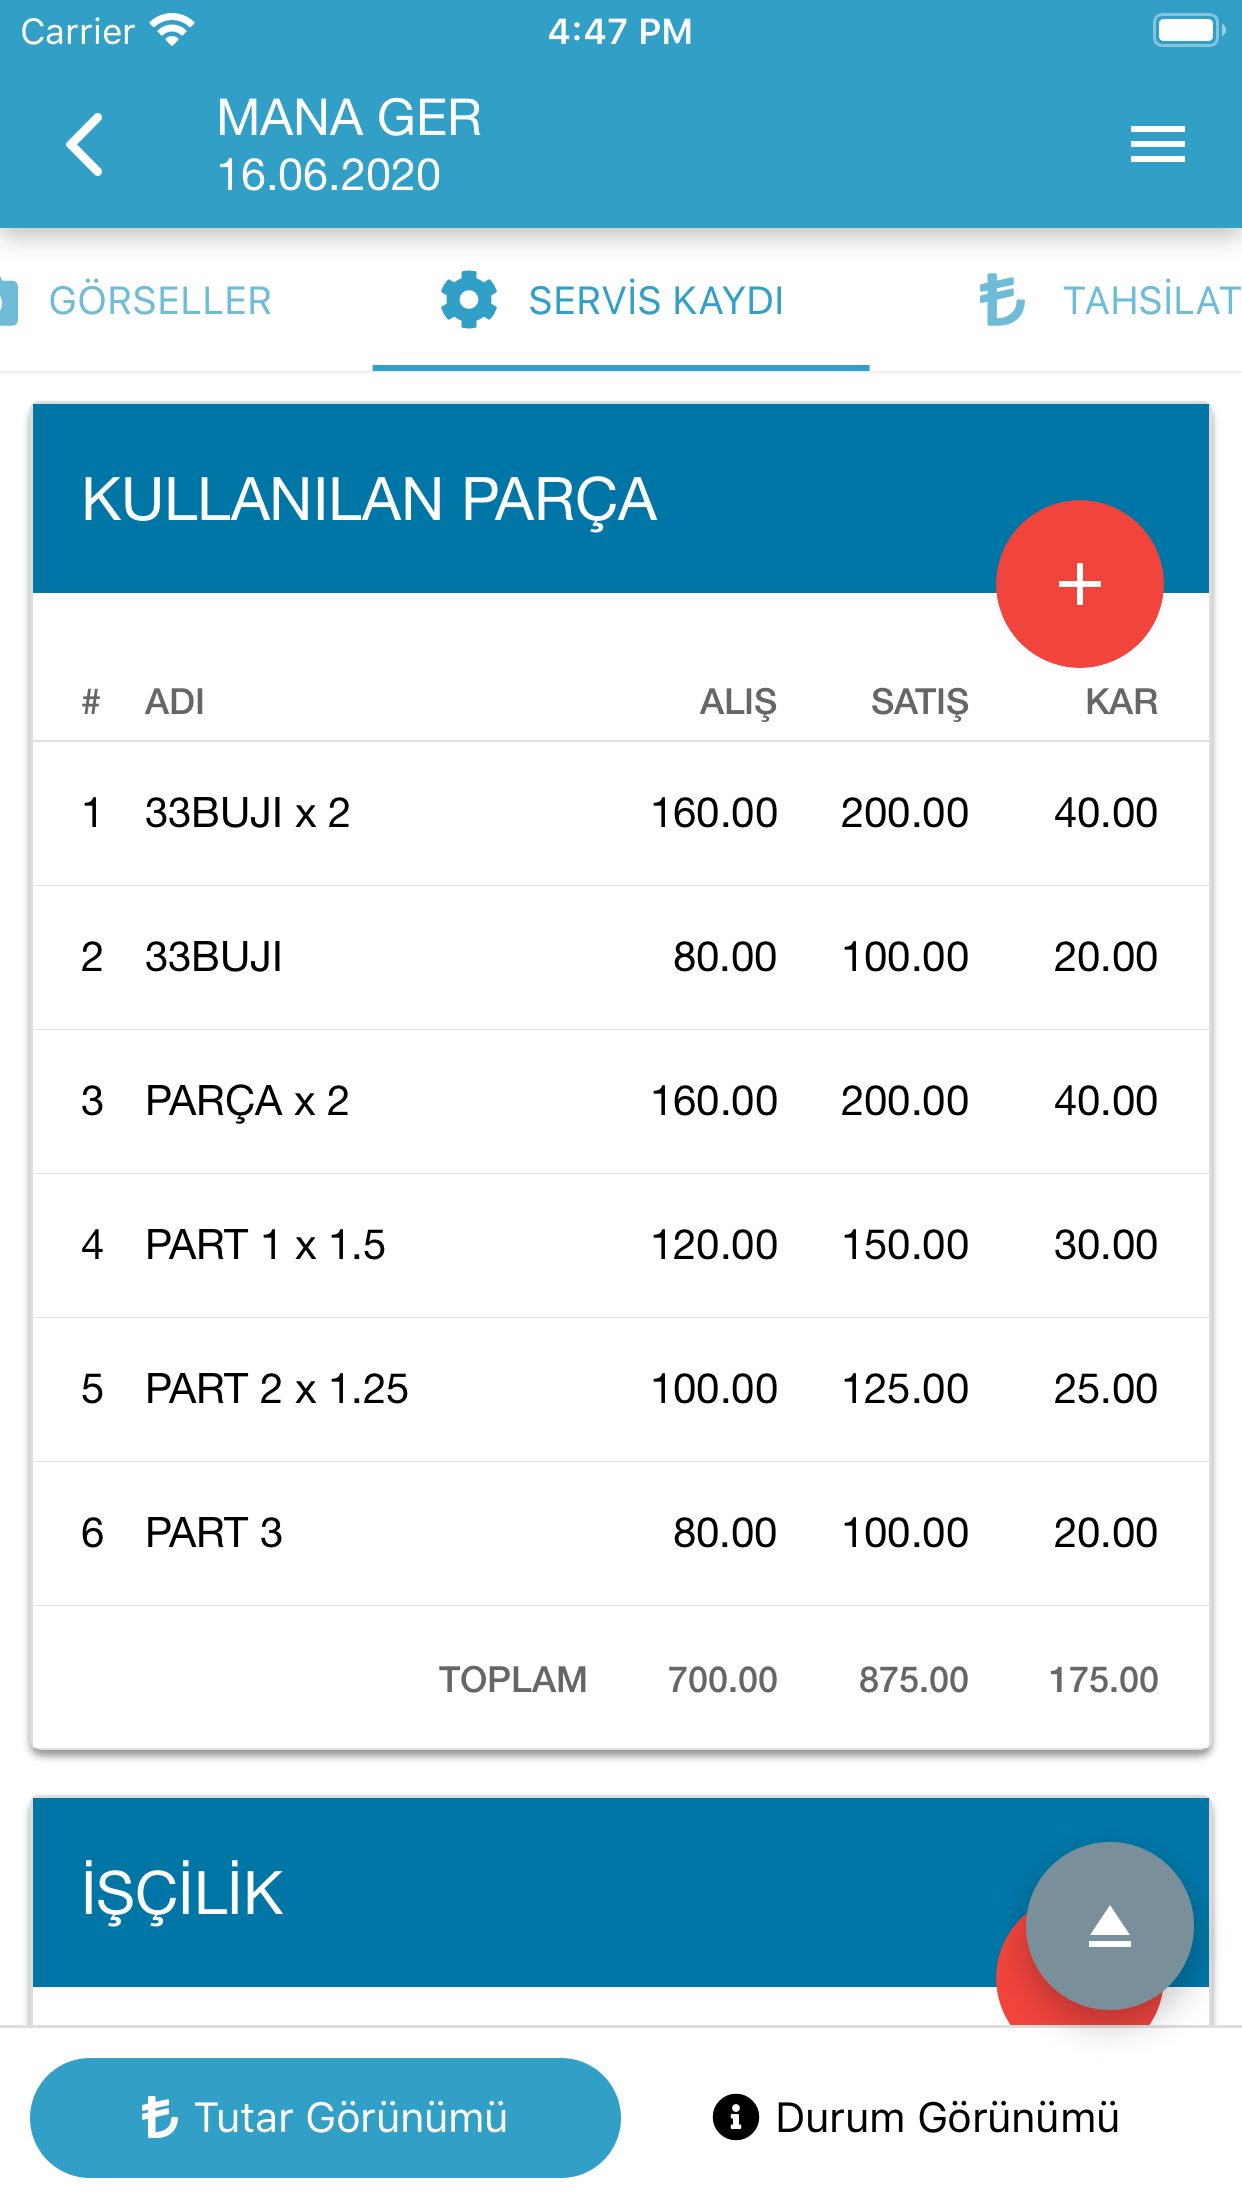 Carrier 4:47 PM
MANA GER
16.06.2020
GÖRSELLER SERVİS KAYDI TAHSİLAT
KULLANILAN PARÇA
+
# ADI ALIŞ SATIŞ KAR
1 33BUJI x 2 160.00 200.00 40.00
2 33BUJI 80.00 100.00 20.00
3 PARÇA x 2 160.00 200.00 40.00
4 PART 1 x 1.5 120.00 150.00 30.00
5 PART 2 x 1.25 100.00 125.00 25.00
6 PART 3 80.00 100.00 20.00
TOPLAM 700.00 875.00 175.00
İŞÇİLİK
₺ Tutar Görünümü Durum Görünümü